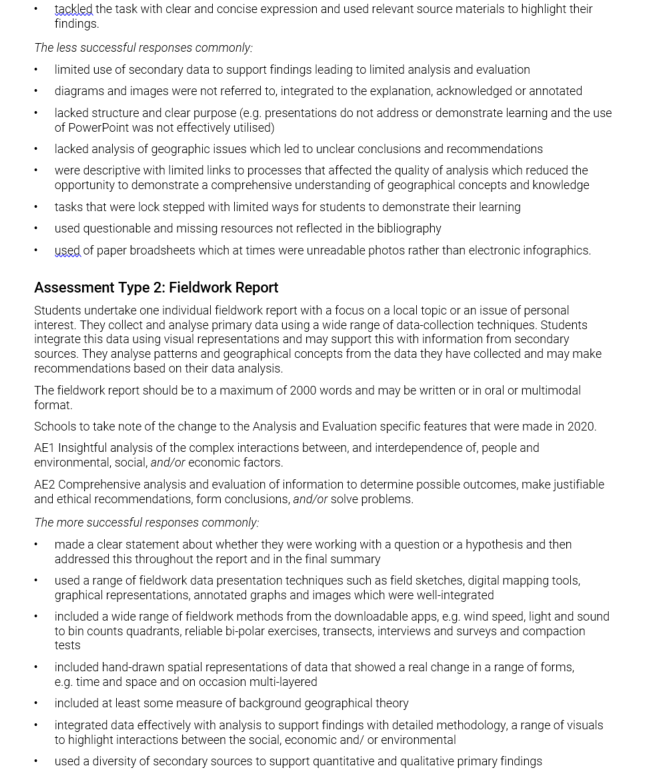 • tackled the task with clear and concise expression and used relevant source materials to highlight their
findings.
The less successful responses commonly:
• limited use of secondary data to support findings leading to limited analysis and evaluation
• diagrams and images were not referred to, integrated to the explanation, acknowledged or annotated
• lacked structure and clear purpose (e.g. presentations do not address or demonstrate learning and the use
of PowerPoint was not effectively utilised)
• lacked analysis of geographic issues which led to unclear conclusions and recommendations
• were descriptive with limited links to processes that affected the quality of analysis which reduced the
opportunity to demonstrate a comprehensive understanding of geographical concepts and knowledge
• tasks that were lock stepped with limited ways for students to demonstrate their learning
• used questionable and missing resources not reflected in the bibliography
• used of paper broadsheets which at times were unreadable photos rather than electronic infographics.
Assessment Type 2: Fieldwork Report
Students undertake one individual fieldwork report with a focus on a local topic or an issue of personal
interest. They collect and analyse primary data using a wide range of data-collection techniques. Students
integrate this data using visual representations and may support this with information from secondary
sources. They analyse patterns and geographical concepts from the data they have collected and may make
recommendations based on their data analysis.
The fieldwork report should be to a maximum of 2000 words and may be written or in oral or multimodal
format.
Schools to take note of the change to the Analysis and Evaluation specific features that were made in 2020.
AE1 Insightful analysis of the complex interactions between, and interdependence of, people and
environmental, social, and/or economic factors.
AE2 Comprehensive analysis and evaluation of information to determine possible outcomes, make justifiable
and ethical recommendations, form conclusions, and/or solve problems.
The more successful responses commonly:
• made a clear statement about whether they were working with a question or a hypothesis and then
addressed this throughout the report and in the final summary
• used a range of fieldwork data presentation techniques such as field sketches, digital mapping tools,
graphical representations, annotated graphs and images which were well-integrated
• included a wide range of fieldwork methods from the downloadable apps, e.g. wind speed, light and sound
to bin counts quadrants, reliable bi-polar exercises, transects, interviews and surveys and compaction
tests
• included hand-drawn spatial representations of data that showed a real change in a range of forms,
e.g. time and space and on occasion multi-layered
• included at least some measure of background geographical theory
• integrated data effectively with analysis to support findings with detailed methodology, a range of visuals
to highlight interactions between the social, economic and/ or environmental
• used a diversity of secondary sources to support quantitative and qualitative primary findings